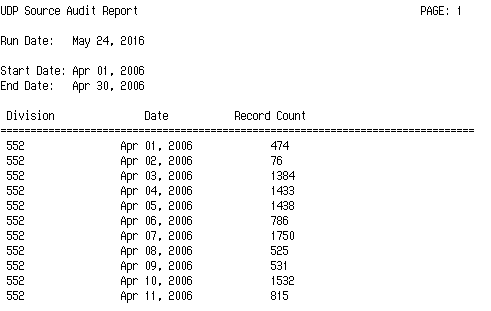 UDP Source Audit Report PAGE: 1
Run Date: May 24, 2016
Start Date: Apr 01, 2006
End Date: Apr 30, 2006
Division Date Record Count
===============================================================================
552 Apr 01, 2006 474
552 Apr 02, 2006 76
552 Apr 03, 2006 1384
552 Apr 04, 2006 1433
552 Apr 05, 2006 1438
552 Apr 06, 2006 786
552 Apr 07, 2006 1750
552 Apr 08, 2006 525
552 Apr 09, 2006 531
552 Apr 10, 2006 1532
552 Apr 11, 2006 815